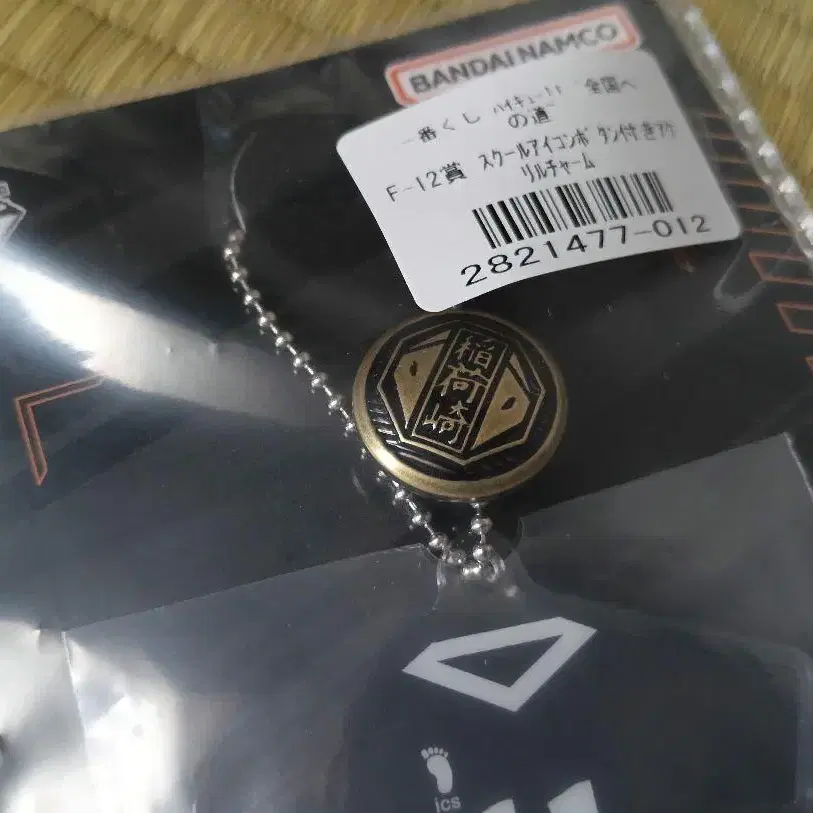 BANDAI NAMCO
一番くじ ハイキュー!! 全国へ
の道
F-12賞 スクールアイコンボタン付きアク
リルチャーム
2821477-012
稲荷崎
ics